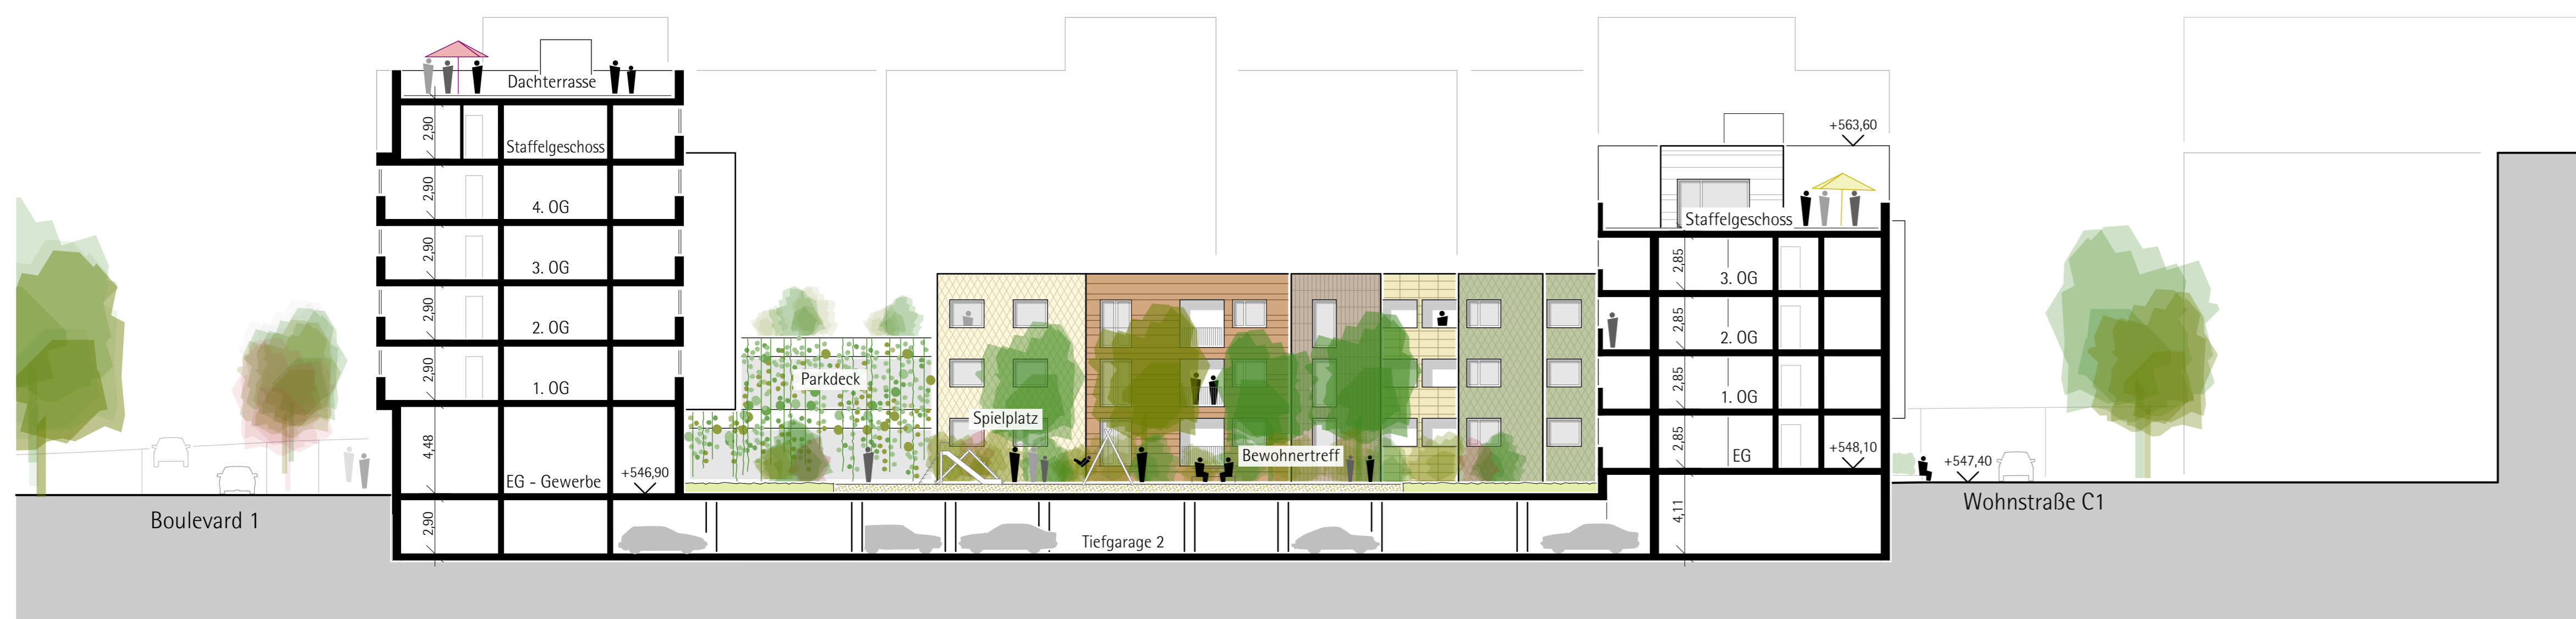 Dachterrasse
2,90
Staffelgeschoss
2,90
4. OG
2,90
3. OG
2,90
2. OG
2,90
1. OG
4,48
EG - Gewerbe
+546,90
2,90
Boulevard 1
Parkdeck
Spielplatz
Bewohnertreff
Tiefgarage 2
+563,60
Staffelgeschoss
2,85
3. OG
2,85
2. OG
2,85
1. OG
2,85
EG
+548,10
4,11
+547,40
Wohnstraße C1